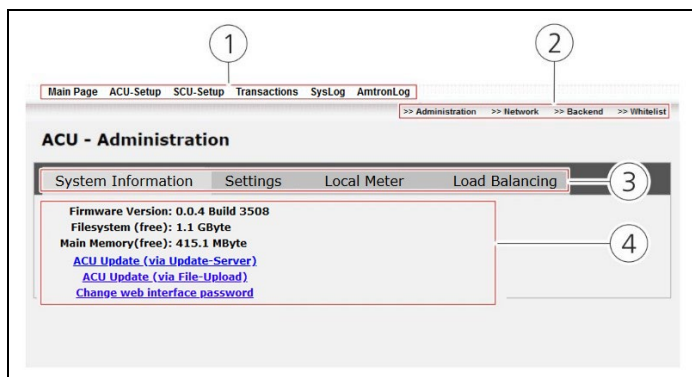 1 2
Main Page ACU-Setup SCU-Setup Transactions SysLog AmtronLog
>> Administration >> Network >> Backend >> Whitelist
ACU - Administration
System Information Settings Local Meter Load Balancing 3
Firmware Version: 0.0.4 Build 3508
Filesystem (free): 1.1 GByte
Main Memory(free): 415.1 MByte
4
ACU Update (via Update-Server)
ACU Update (via File-Upload)
Change web interface password